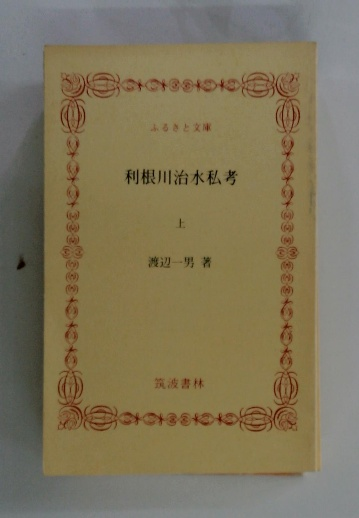 ふるさと文庫
利根川治水私考
上
渡辺一男 著
筑波書林